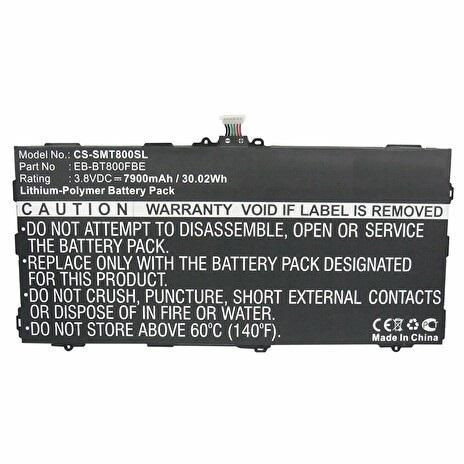 Model No.: CS-SMT800SL
Part No: EB-BT800FBE
Rating: 3.8VDC 7900mAh / 30.02Wh
Lithium-Polymer Battery Pack
CAUTION WARRANTY VOID IF LABEL IS REMOVED
•DO NOT ATTEMPT TO DISASSEMBLE, OPEN OR SERVICE
THE BATTERY PACK.
•REPLACE ONLY WITH THE BATTERY PACK DESIGNATED
FOR THIS PRODUCT.
•DO NOT CRUSH, PUNCTURE, SHORT EXTERNAL CONTACTS
OR DISPOSE OF IN FIRE OR WATER.
•DO NOT STORE ABOVE 60°C (140°F).
CE